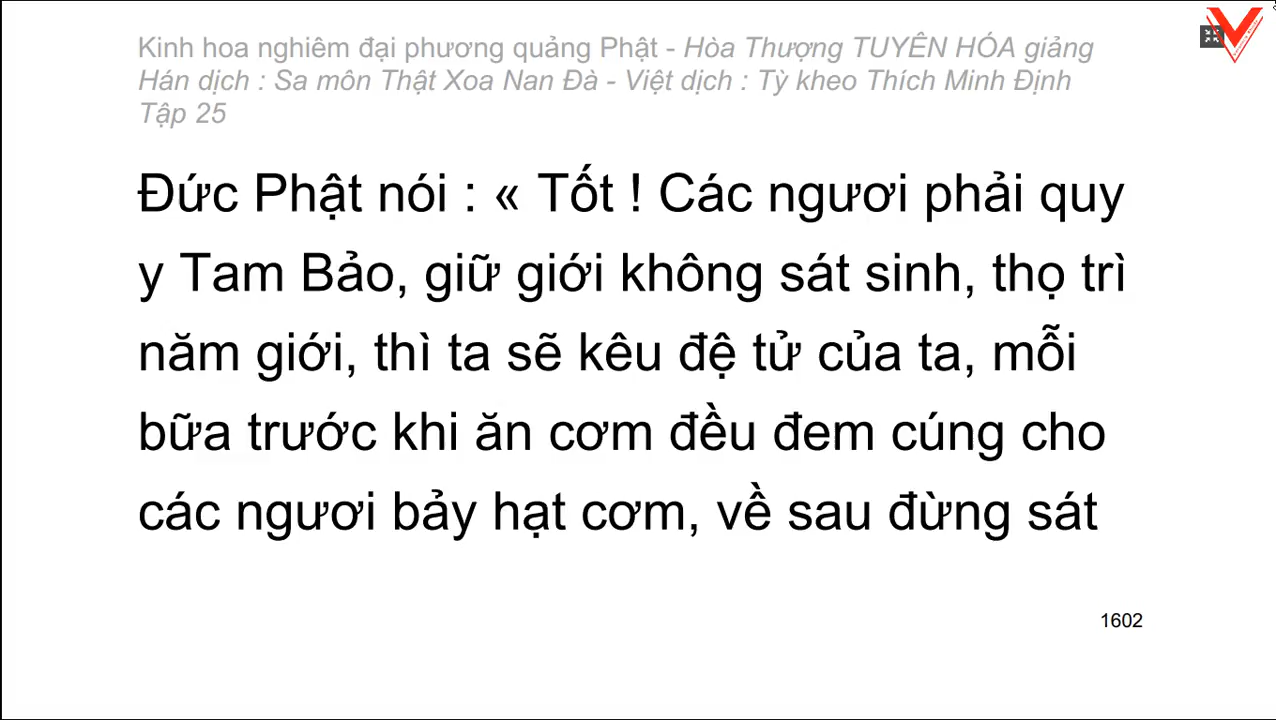 Kinh hoa nghiêm đại phương quảng Phật - Hòa Thượng TUYÊN HÓA giảng
Hán dịch : Sa môn Thật Xoa Nan Đà - Việt dịch : Tỳ kheo Thích Minh Định
Tập 25
Đức Phật nói : « Tốt ! Các ngươi phải quy
y Tam Bảo, giữ giới không sát sinh, thọ trì
năm giới, thì ta sẽ kêu đệ tử của ta, mỗi
bữa trước khi ăn cơm đều đem cúng cho
các ngươi bảy hạt cơm, về sau đừng sát
1602